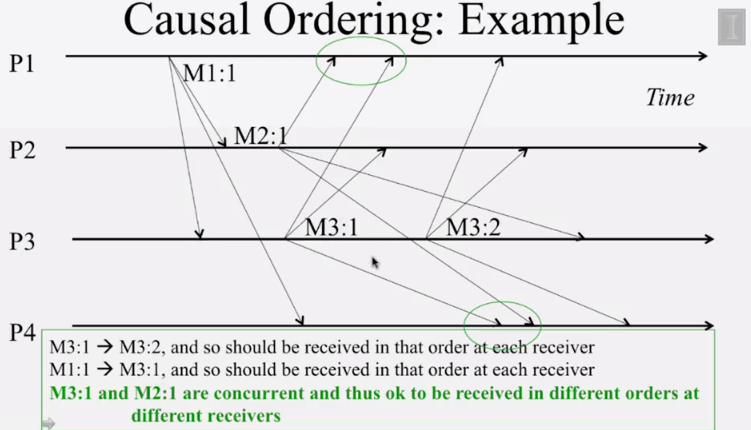 Causal Ordering: Example
P1
M1:1
Time
M2:1
P2
M3:1
M3:2
P3
P4
M3:1 → M3:2, and so should be received in that order at each receiver
M1:1 → M3:1, and so should be received in that order at each receiver
M3:1 and M2:1 are concurrent and thus ok to be received in different orders at
different receivers